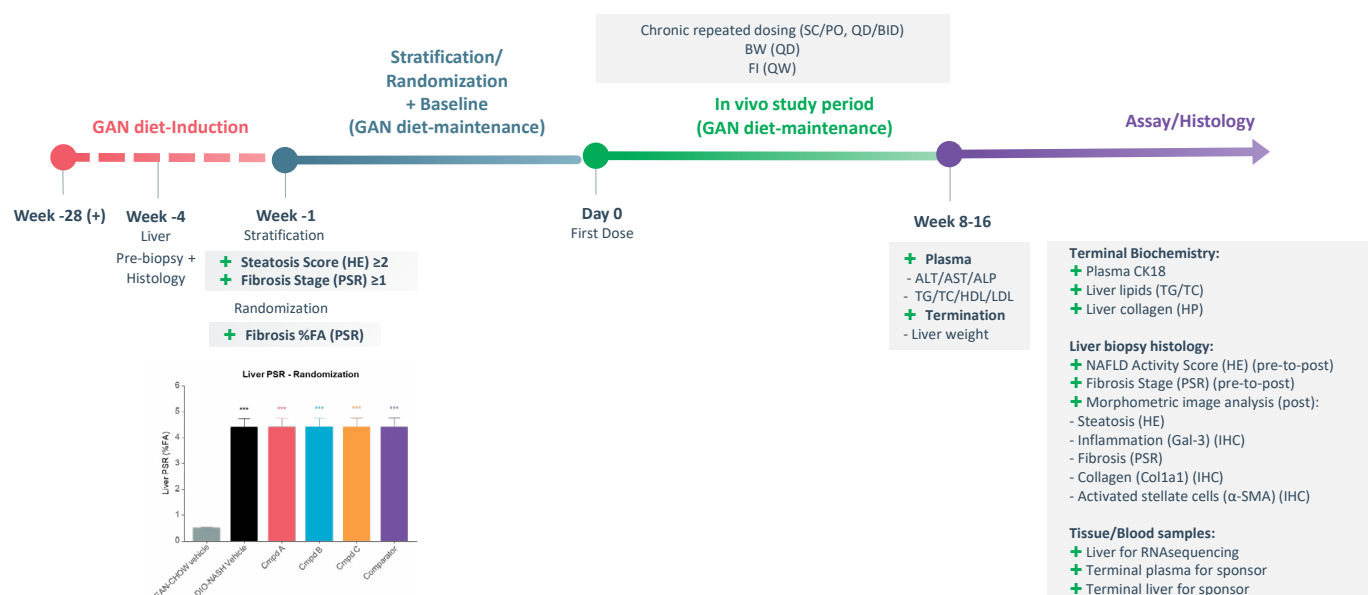 Chronic repeated dosing (SC/PO, QD/BID)
BW (QD)
FI (QW)
GAN diet-Induction
Stratification/
Randomization
+ Baseline
(GAN diet-maintenance)
In vivo study period
(GAN diet-maintenance)
Assay/Histology
Week -28 (+)
Week -4
Liver
Pre-biopsy +
Histology
Week -1
Stratification
+ Steatosis Score (HE) ≥2
+ Fibrosis Stage (PSR) ≥1
Randomization
+ Fibrosis %FA (PSR)
Day 0
First Dose
Week 8-16
+ Plasma
- ALT/AST/ALP
- TG/TC/HDL/LDL
+ Termination
- Liver weight
Terminal Biochemistry:
+ Plasma CK18
+ Liver lipids (TG/TC)
+ Liver collagen (HP)
Liver biopsy histology:
+ NAFLD Activity Score (HE) (pre-to-post)
+ Fibrosis Stage (PSR) (pre-to-post)
+ Morphometric image analysis (post):
- Steatosis (HE)
- Inflammation (Gal-3) (IHC)
- Fibrosis (PSR)
- Collagen (Col1a1) (IHC)
- Activated stellate cells (α-SMA) (IHC)
Tissue/Blood samples:
+ Liver for RNAsequencing
+ Terminal plasma for sponsor
+ Terminal liver for sponsor
Liver PSR - Randomization
Liver PSR (%FA)
6
5
4
3
2
1
0
***
***
***
***
***
EAN-CHOW vehicle
DIO-NASH Vehicle
Cmpd A
Cmpd B
Cmpd C
Comparator